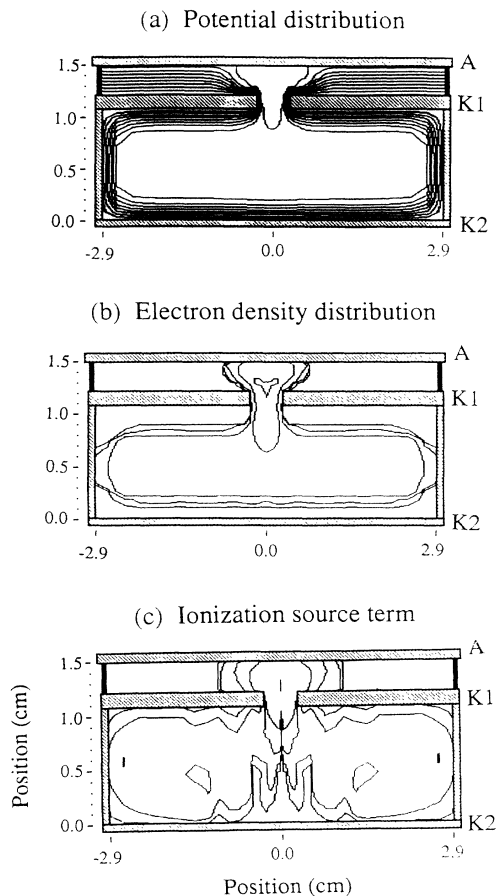 (a) Potential distribution
1.5
1.0
0.5
0.0
A
K1
K2
-2.9
0.0
2.9
(b) Electron density distribution
1.5
1.0
0.5
0.0
A
K1
K2
-2.9
0.0
2.9
(c) Ionization source term
1.5
1.0
0.5
0.0
A
K1
K2
-2.9
0.0
2.9
Position (cm)
Position (cm)